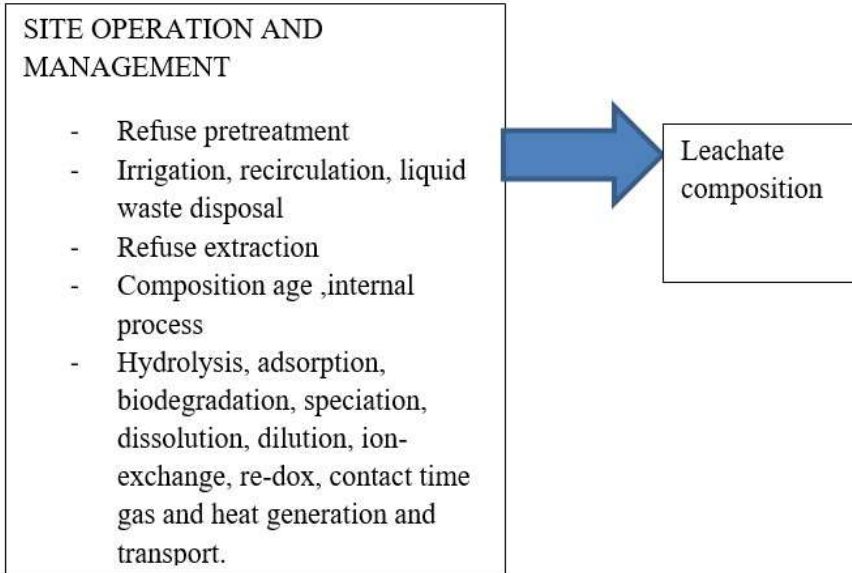 SITE OPERATION AND
MANAGEMENT
- Refuse pretreatment
- Irrigation, recirculation, liquid
waste disposal
- Refuse extraction
- Composition age ,internal
process
- Hydrolysis, adsorption,
biodegradation, speciation,
dissolution, dilution, ion-
exchange, re-dox, contact time
gas and heat generation and
transport.
Leachate
composition